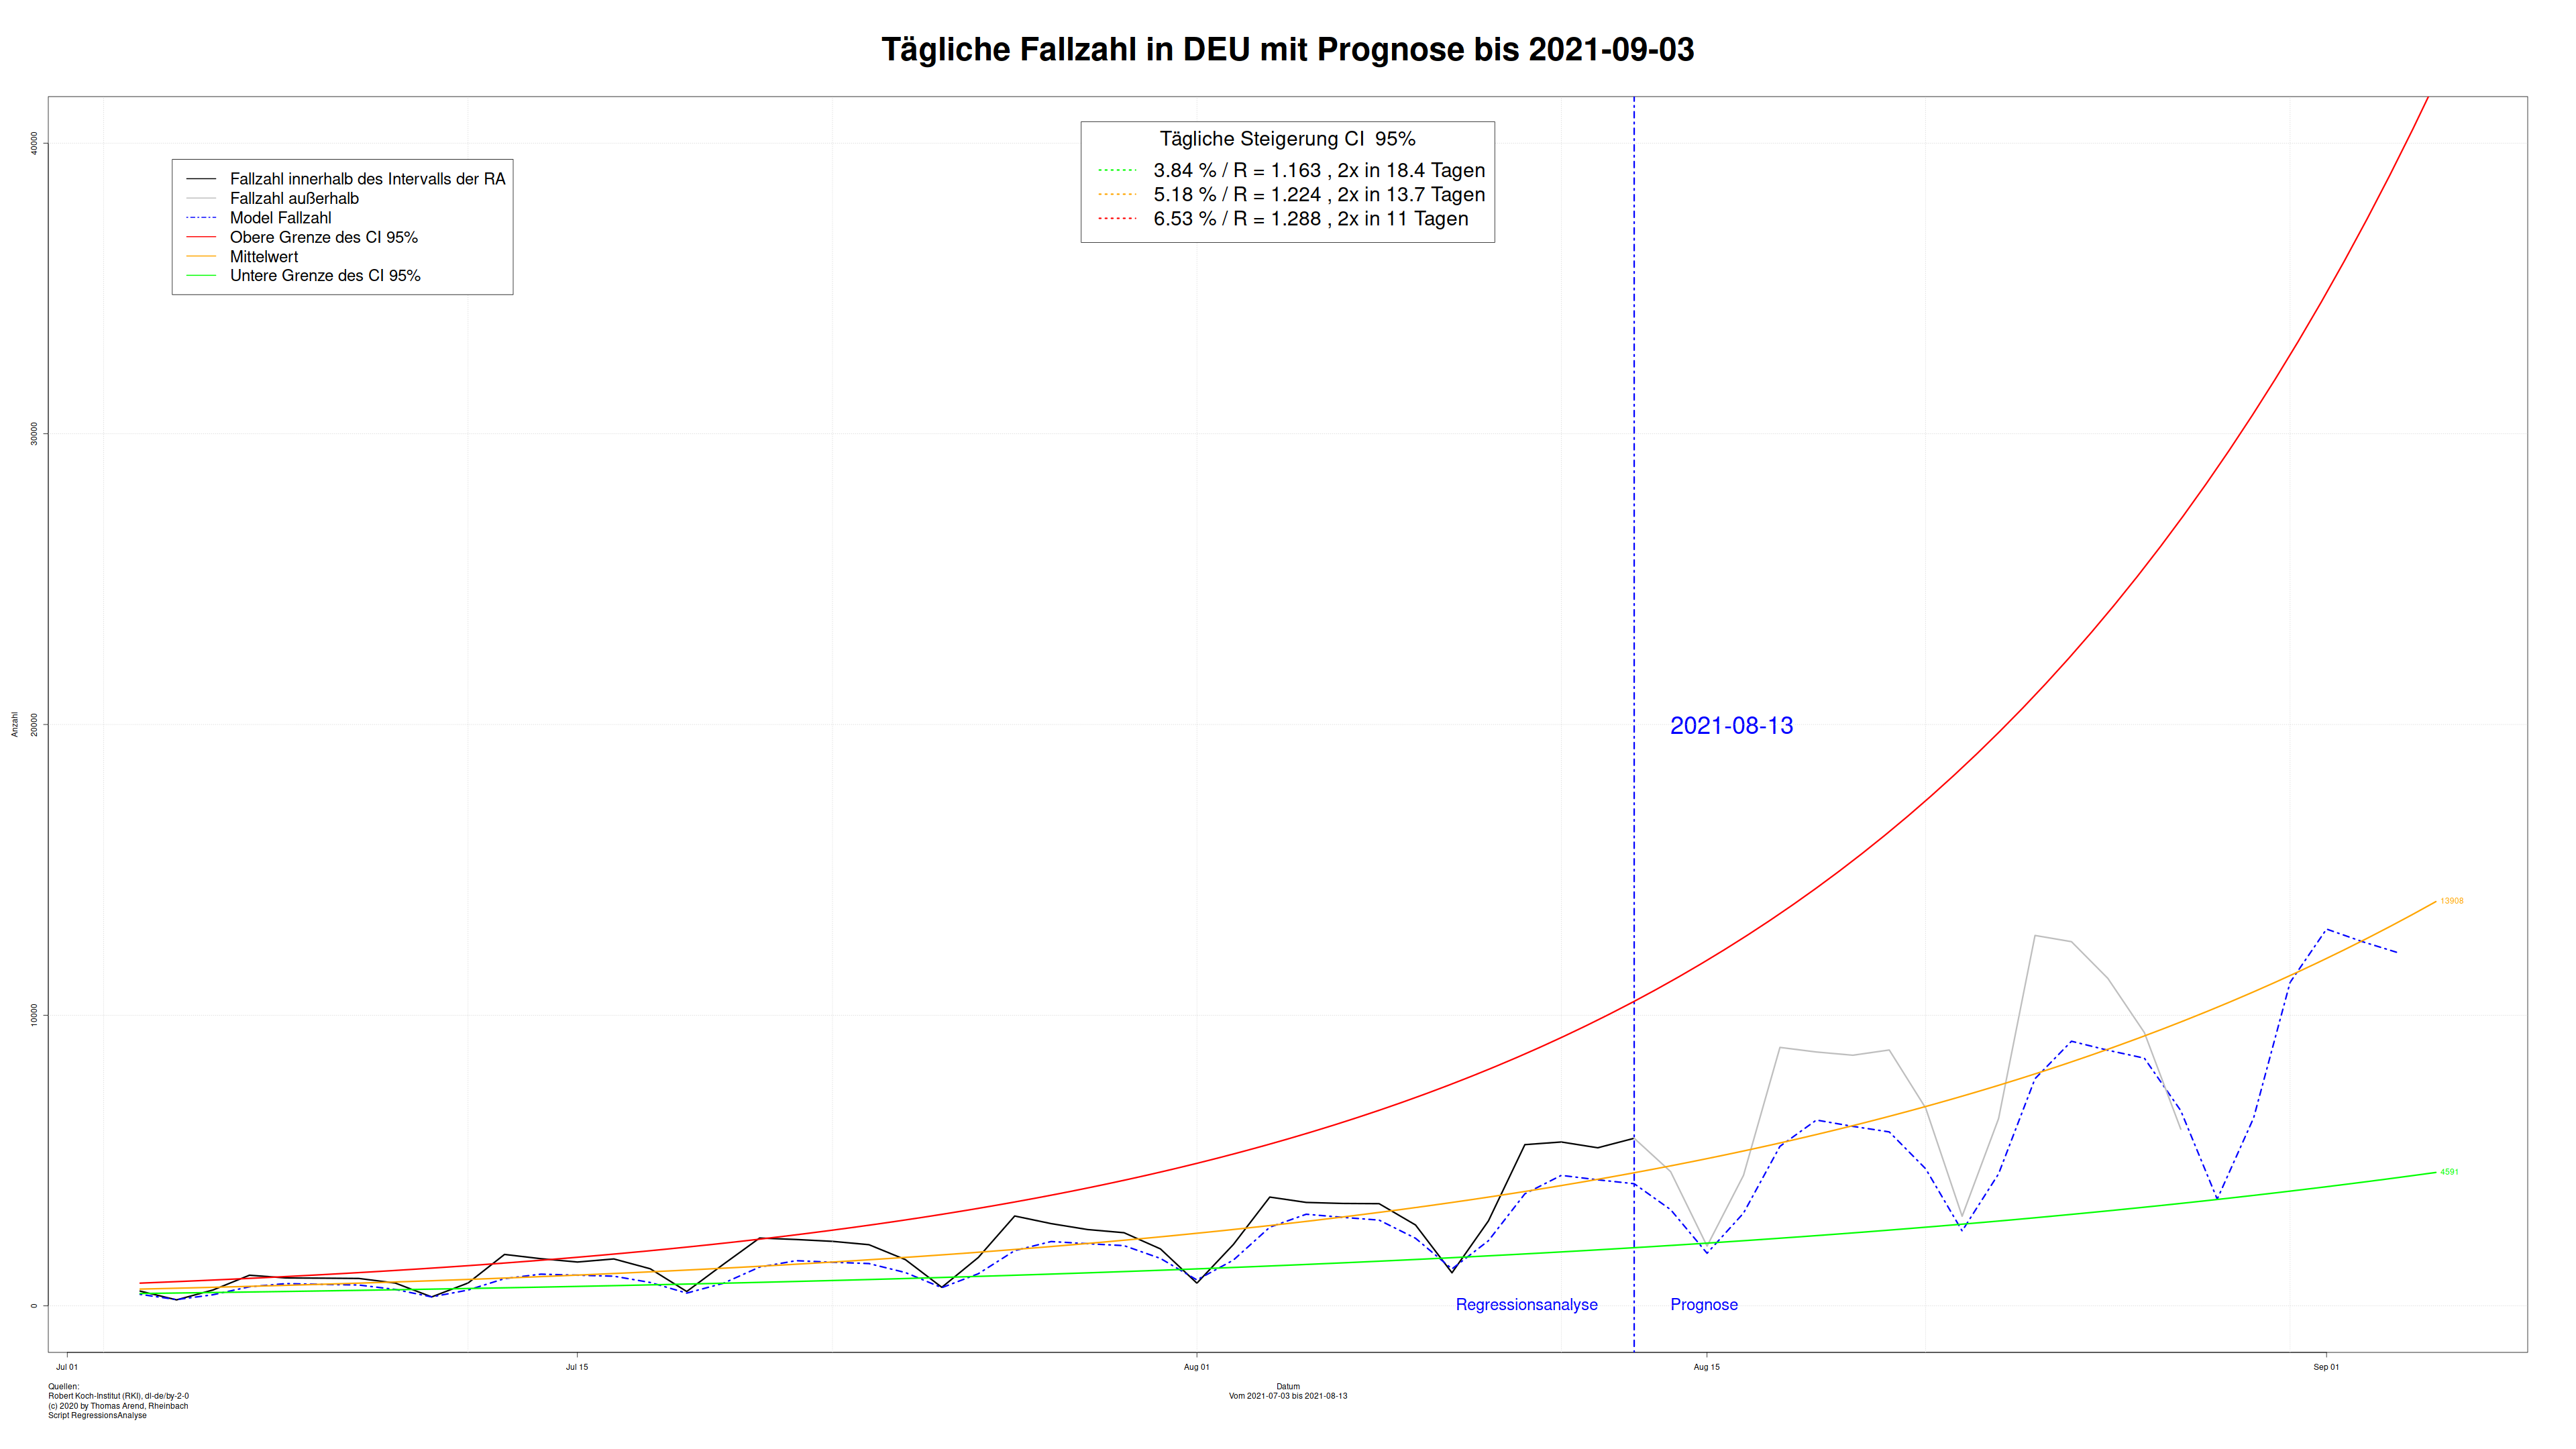 Tägliche Fallzahl in DEU mit Prognose bis 2021-09-03
Tägliche Steigerung CI  95%
3.84 % / R = 1.163 , 2x in 18.4 Tagen
5.18 % / R = 1.224 , 2x in 13.7 Tagen
6.53 % / R = 1.288 , 2x in 11 Tagen
Fallzahl innerhalb des Intervalls der RA
Fallzahl außerhalb
Model Fallzahl
Obere Grenze des CI 95%
Mittelwert
Untere Grenze des CI 95%
40000
30000
20000
10000
0
Anzahl
2021-08-13
13908
4591
Regressionsanalyse
Prognose
Jul 01
Jul 15
Aug 01
Aug 15
Sep 01
Datum
Vom 2021-07-03 bis 2021-08-13
Quellen:
Robert Koch-Institut (RKI), dl-de/by-2-0
(c) 2020 by Thomas Arend, Rheinbach
Script RegressionsAnalyse